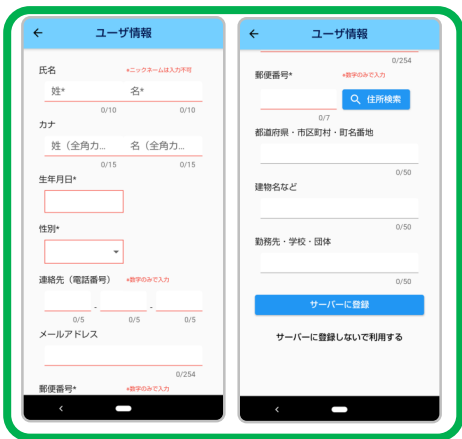 ユーザ情報
氏名 *ニックネームは入力不可
姓* 名*
0/10 0/10
カナ
姓（全角カ... 名（全角カ...
0/15 0/15
生年月日*
性別*
連絡先（電話番号） *数字のみで入力
- -
0/5 0/5 0/5
メールアドレス
0/254
郵便番号* *数字のみで入力
ユーザ情報
0/254
郵便番号* *数字のみで入力
住所検索
0/7
都道府県・市区町村・町名番地
0/50
建物名など
0/50
勤務先・学校・団体
0/50
サーバーに登録
サーバーに登録しないで利用する